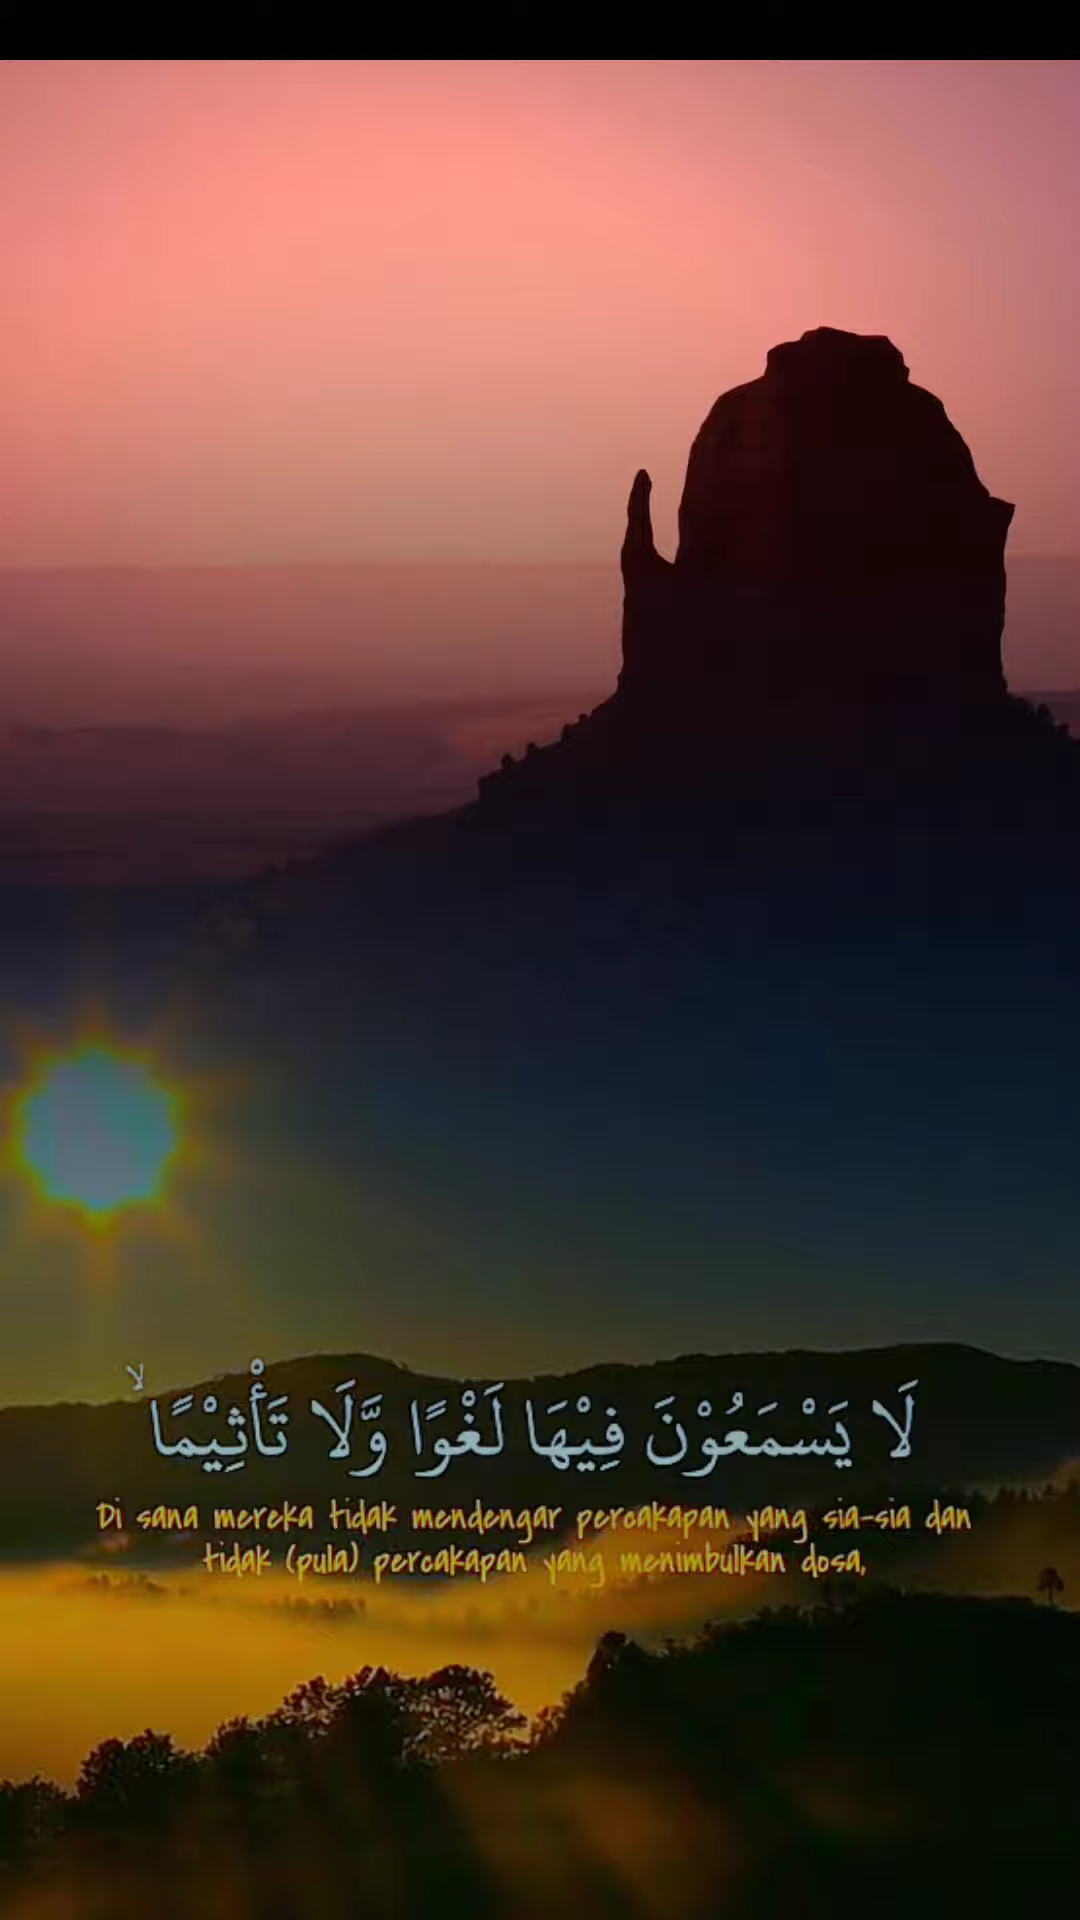 لَا يَسْمَعُوْنَ فِيْهَا لَغْوًا وَّلَا تَأْثِيْمًاۙ
Di sana mereka tidak mendengar percakapan yang sia-sia dan
tidak (pula) percakapan yang menimbulkan dosa,